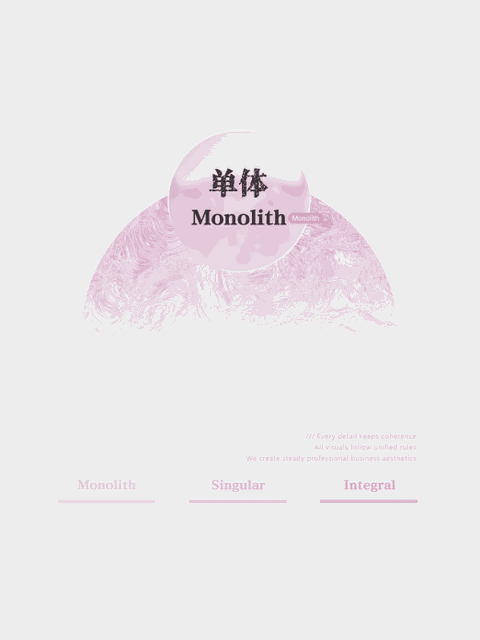 单体
Monolith
Monolith
/// Every detail keeps coherence
All visuals follow unified rules
We create steady professional business aesthetics
Monolith Singular Integral